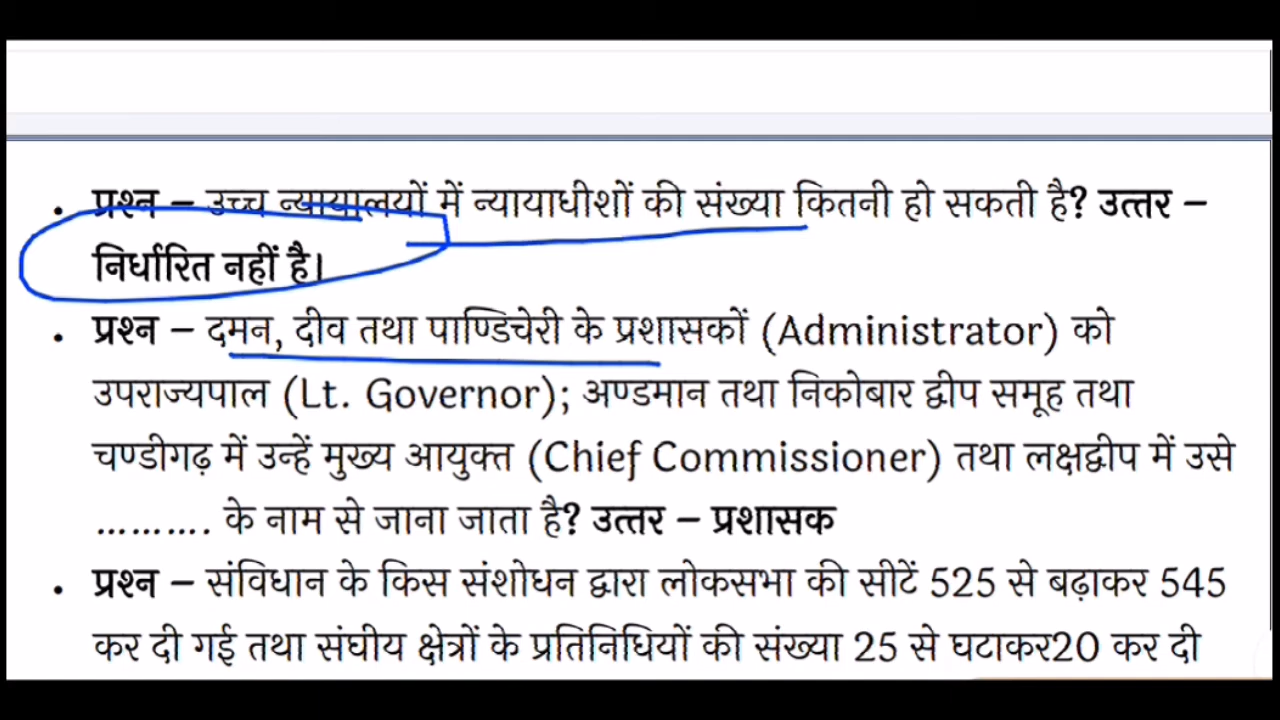 • प्रश्न – उच्च न्यायालयों में न्यायाधीशों की संख्या कितनी हो सकती है? उत्तर –
निर्धारित नहीं है।
• प्रश्न – दमन, दीव तथा पाण्डिचेरी के प्रशासकों (Administrator) को
उपराज्यपाल (Lt. Governor); अण्डमान तथा निकोबार द्वीप समूह तथा
चण्डीगढ़ में उन्हें मुख्य आयुक्त (Chief Commissioner) तथा लक्षद्वीप में उसे
………. के नाम से जाना जाता है? उत्तर – प्रशासक
• प्रश्न – संविधान के किस संशोधन द्वारा लोकसभा की सीटें 525 से बढ़ाकर 545
कर दी गई तथा संघीय क्षेत्रों के प्रतिनिधियों की संख्या 25 से घटाकर20 कर दी